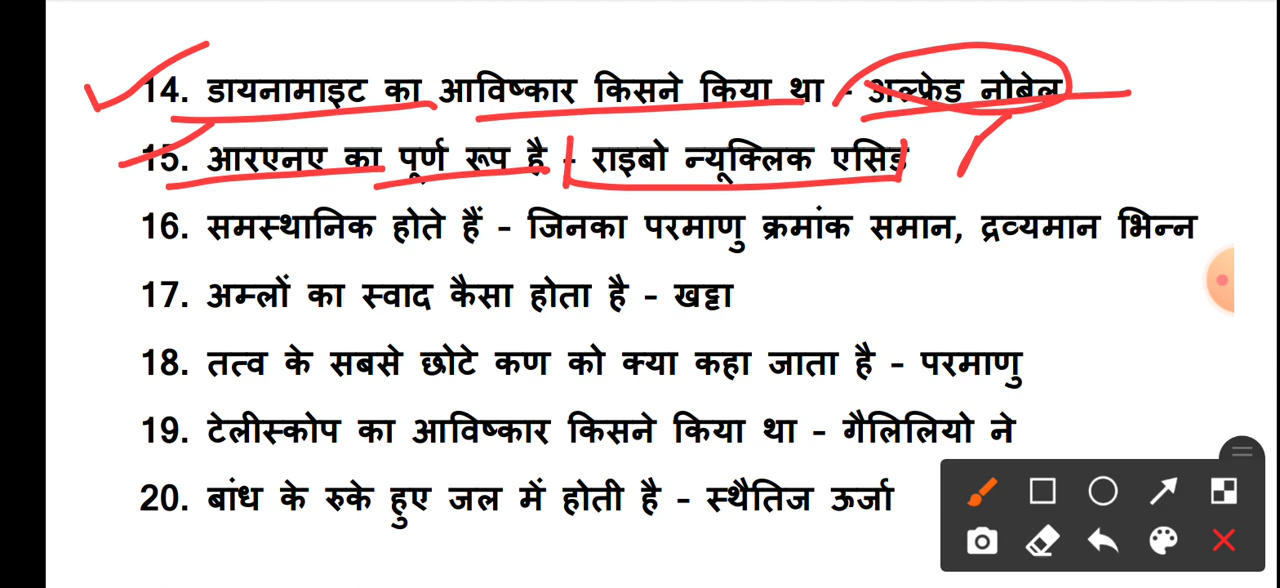 14. डायनामाइट का आविष्कार किसने किया था - अल्फ्रेड नोबेल
15. आरएनए का पूर्ण रूप है - राइबो न्यूक्लिक एसिड
16. समस्थानिक होते हैं - जिनका परमाणु क्रमांक समान, द्रव्यमान भिन्न
17. अम्लों का स्वाद कैसा होता है - खट्टा
18. तत्व के सबसे छोटे कण को क्या कहा जाता है - परमाणु
19. टेलीस्कोप का आविष्कार किसने किया था - गैलिलियो ने
20. बांध के रुके हुए जल में होती है - स्थैतिज ऊर्जा